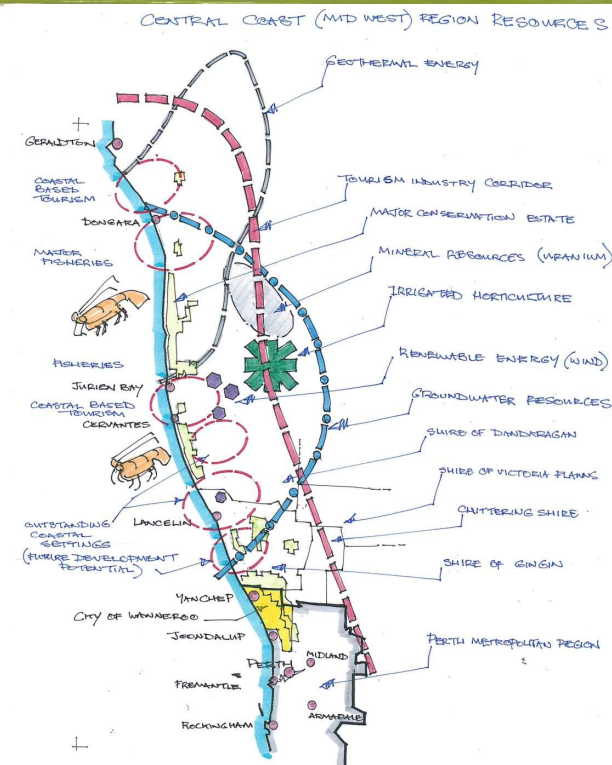 CENTRAL COAST (MID WEST) REGION RESOURCES
GEOTHERMAL ENERGY
GERALDTON
COASTAL
BASED
TOURISM
TOURISM INDUSTRY CORRIDOR
MAJOR CONSERVATION ESTATE
DONGARA
MAJOR
FISHERIES
MINERAL RESOURCES (URANIUM)
IRRIGATED HORTICULTURE
FISHERIES
RENEWABLE ENERGY (WIND)
JURIEN BAY
COASTAL BASED
TOURISM
CERVANTES
GROUNDWATER RESOURCES
SHIRE OF DANDARAGAN
SHIRE OF VICTORIA PLAINS
CHITTERING SHIRE
LANCELIN
OUTSTANDING
COASTAL
SETTINGS
(FUTURE DEVELOPMENT
POTENTIAL)
SHIRE OF GINGIN
YANCHEP
CITY OF WANNEROO
JOONDALUP
PERTH
MIDLAND
PERTH METROPOLITAN REGION
FREMANTLE
ARMADALE
ROCKINGHAM